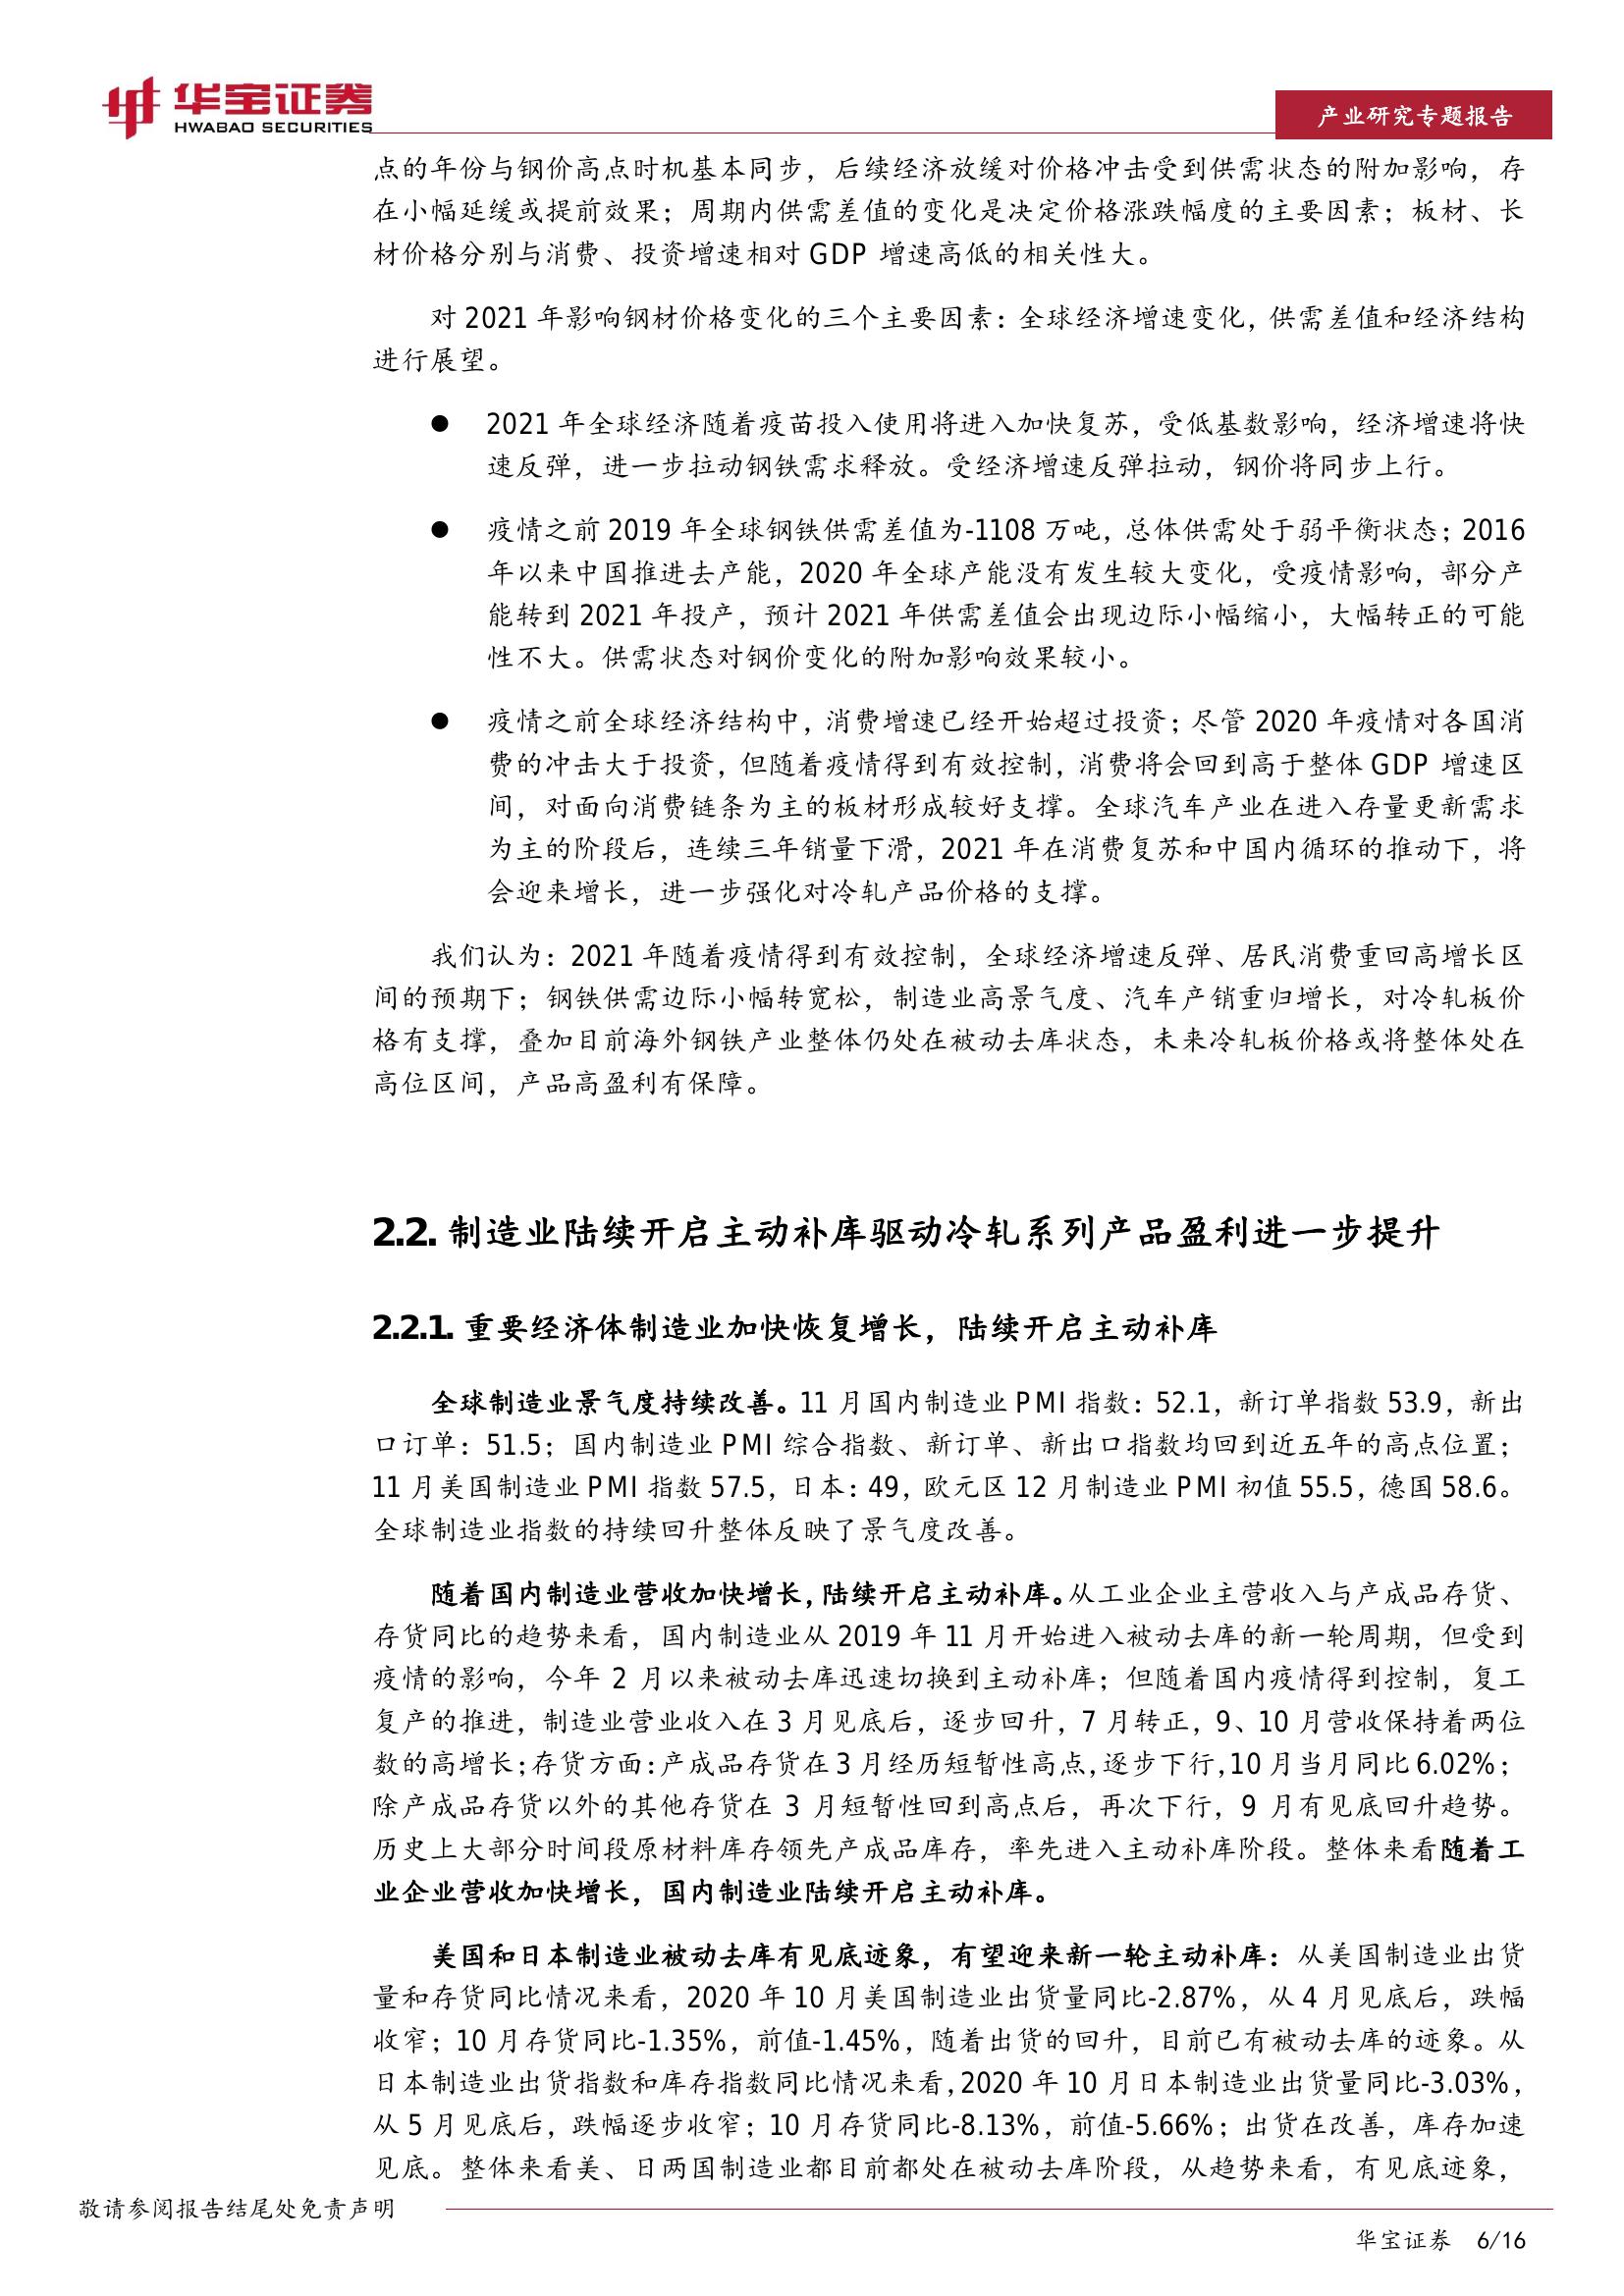 华宝证券
HWABAO SECURITIES
产业研究专题报告
点的年份与钢价高点时机基本同步，后续经济放缓对价格冲击受到供需状态的附加影响，存
在小幅延缓或提前效果；周期内供需差值的变化是决定价格涨跌幅度的主要因素；板材、长
材价格分别与消费、投资增速相对 GDP 增速高低的相关性大。
对 2021 年影响钢材价格变化的三个主要因素：全球经济增速变化，供需差值和经济结构
进行展望。
● 2021 年全球经济随着疫苗投入使用将进入加快复苏，受低基数影响，经济增速将快
速反弹，进一步拉动钢铁需求释放。受经济增速反弹拉动，钢价将同步上行。
● 疫情之前 2019 年全球钢铁供需差值为-1108 万吨，总体供需处于弱平衡状态；2016
年以来中国推进去产能，2020 年全球产能没有发生较大变化，受疫情影响，部分产
能转到 2021 年投产，预计 2021 年供需差值会出现边际小幅缩小，大幅转正的可能
性不大。供需状态对钢价变化的附加影响效果较小。
● 疫情之前全球经济结构中，消费增速已经开始超过投资；尽管 2020 年疫情对各国消
费的冲击大于投资，但随着疫情得到有效控制，消费将会回到高于整体 GDP 增速区
间，对面向消费链条为主的板材形成较好支撑。全球汽车产业在进入存量更新需求
为主的阶段后，连续三年销量下滑，2021 年在消费复苏和中国内循环的推动下，将
会迎来增长，进一步强化对冷轧产品价格的支撑。
我们认为：2021 年随着疫情得到有效控制，全球经济增速反弹、居民消费重回高增长区
间的预期下；钢铁供需边际小幅转宽松，制造业高景气度、汽车产销重归增长，对冷轧板价
格有支撑，叠加目前海外钢铁产业整体仍处在被动去库状态，未来冷轧板价格或将整体处在
高位区间，产品高盈利有保障。
2.2. 制造业陆续开启主动补库驱动冷轧系列产品盈利进一步提升
2.2.1. 重要经济体制造业加快恢复增长，陆续开启主动补库
全球制造业景气度持续改善。11 月国内制造业 PMI 指数：52.1，新订单指数 53.9，新出
口订单：51.5；国内制造业 PMI 综合指数、新订单、新出口指数均回到近五年的高点位置；
11 月美国制造业 PMI 指数 57.5，日本：49，欧元区 12 月制造业 PMI 初值 55.5，德国 58.6。
全球制造业指数的持续回升整体反映了景气度改善。
随着国内制造业营收加快增长，陆续开启主动补库。从工业企业主营收入与产成品存货、
存货同比的趋势来看，国内制造业从 2019 年 11 月开始进入被动去库的新一轮周期，但受到
疫情的影响，今年 2 月以来被动去库迅速切换到主动补库；但随着国内疫情得到控制，复工
复产的推进，制造业营业收入在 3 月见底后，逐步回升，7 月转正，9、10 月营收保持着两位
数的高增长；存货方面：产成品存货在 3 月经历短暂性高点，逐步下行，10 月当月同比 6.02%；
除产成品存货以外的其他存货在 3 月短暂性回到高点后，再次下行，9 月有见底回升趋势。
历史上大部分时间段原材料库存领先产成品库存，率先进入主动补库阶段。整体来看随着工
业企业营收加快增长，国内制造业陆续开启主动补库。
美国和日本制造业被动去库有见底迹象，有望迎来新一轮主动补库：从美国制造业出货
量和存货同比情况来看，2020 年 10 月美国制造业出货量同比-2.87%，从 4 月见底后，跌幅
收窄；10 月存货同比-1.35%，前值-1.45%，随着出货的回升，目前已有被动去库的迹象。从
日本制造业出货指数和库存指数同比情况来看，2020 年 10 月日本制造业出货量同比-3.03%，
从 5 月见底后，跌幅逐步收窄；10 月存货同比-8.13%，前值-5.66%；出货在改善，库存加速
见底。整体来看美、日两国制造业都目前都处在被动去库阶段，从趋势来看，有见底迹象，
敬请参阅报告结尾处免责声明
华宝证券 6/16